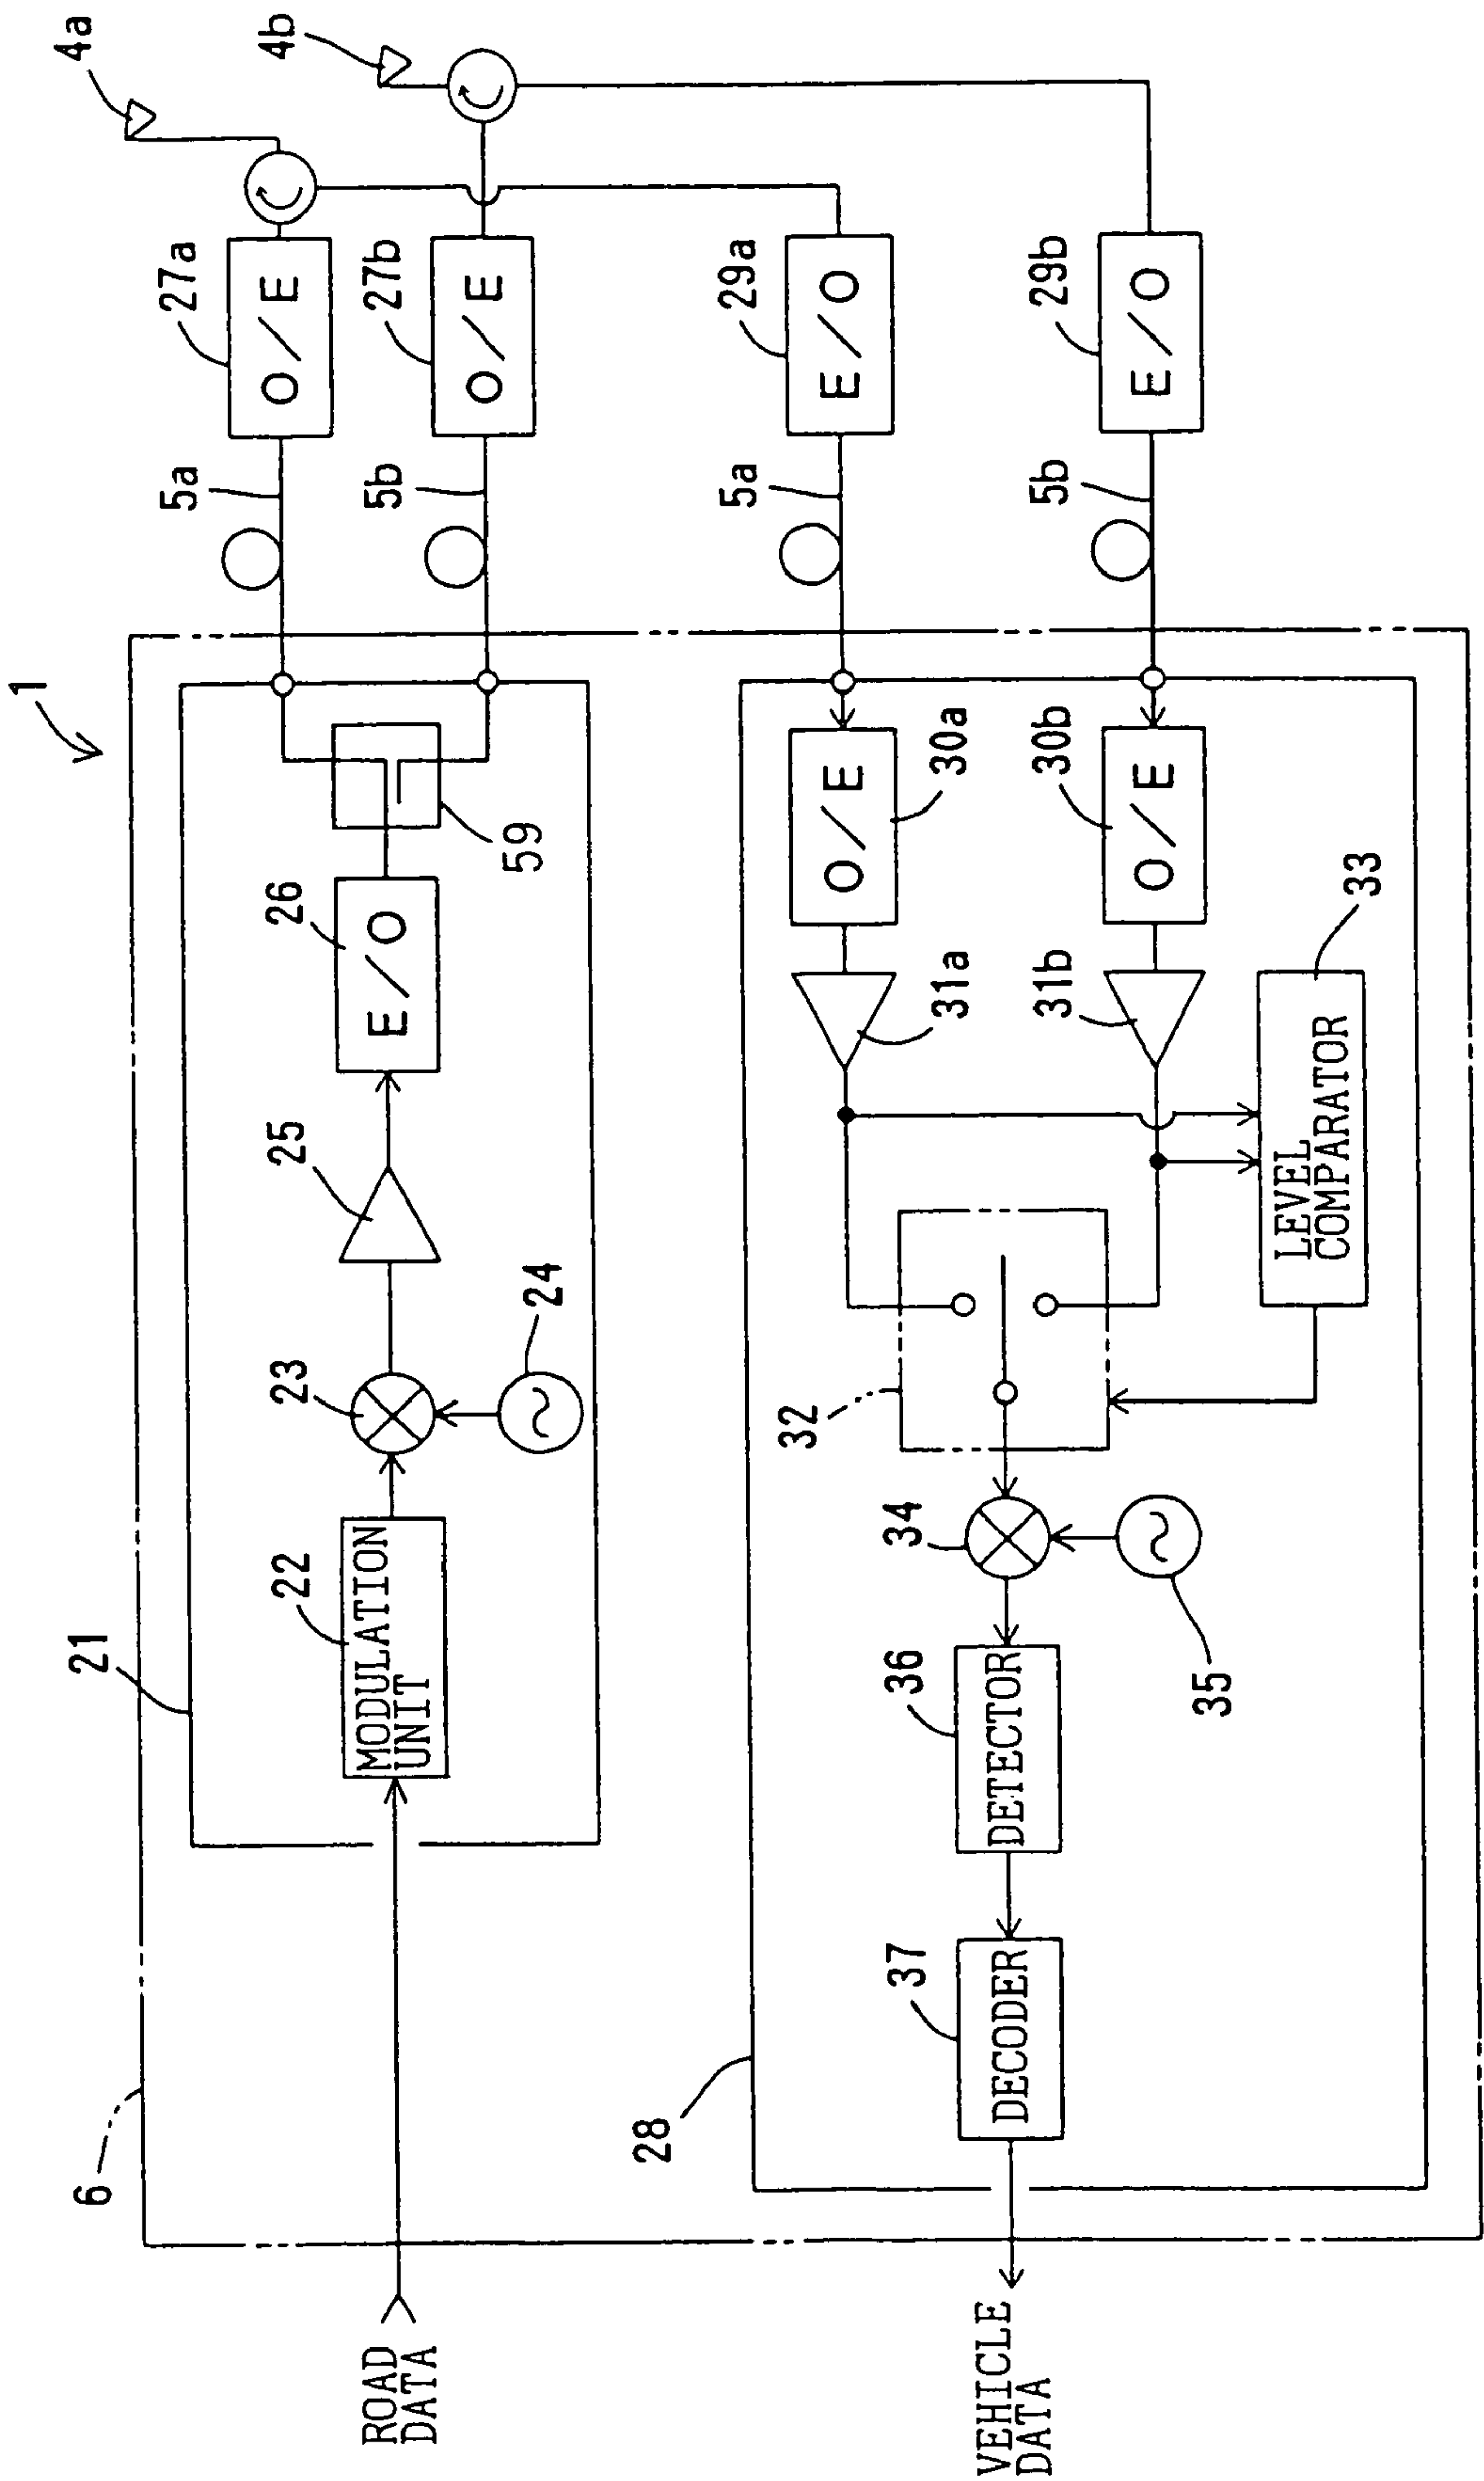 1
6
21
ROAD
DATA
22
MODULATION
UNIT
23
24
25
26
E/O
59
5a
27a
O/E
4a
5b
27b
O/E
4b
28
VEHICLE
DATA
37
DECODER
36
DETECTOR
34
35
32
31a
30a
O/E
5a
29a
E/O
31b
30b
O/E
5b
29b
E/O
LEVEL
COMPARATOR
33